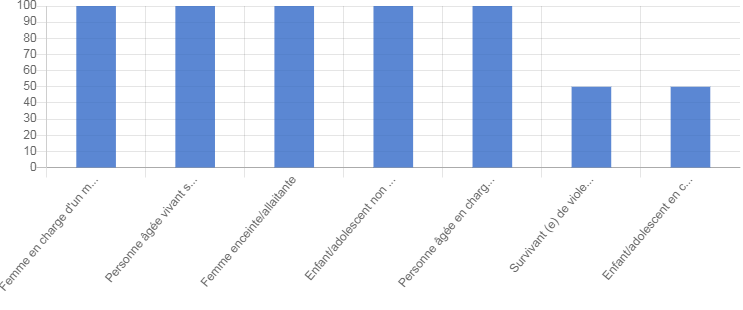 100
90
80
70
60
50
40
30
20
10
0
Femme en charge d'un m...
Personne âgée vivant s...
Femme enceinte/allaitante
Enfant/adolescent non ...
Personne âgée en charg...
Survivant (e) de viole...
Enfant/adolescent en c...